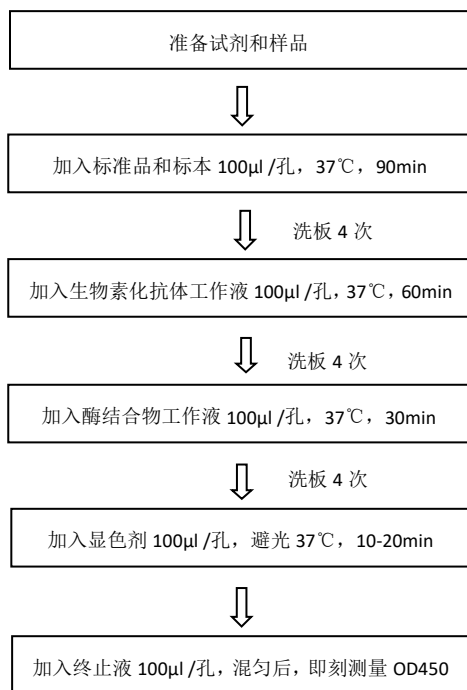 准备试剂和样品
加入标准品和标本 100μl /孔，37℃，90min
洗板 4 次
加入生物素化抗体工作液 100μl /孔，37℃，60min
洗板 4 次
加入酶结合物工作液 100μl /孔，37℃，30min
洗板 4 次
加入显色剂 100μl /孔，避光 37℃，10-20min
加入终止液 100μl /孔，混匀后，即刻测量 OD450